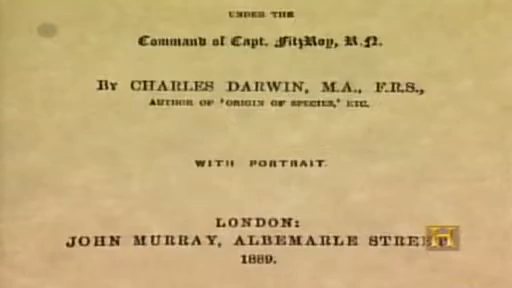 UNDER THE
Command of Capt. FitzRoy, R.N.
BY CHARLES DARWIN, M.A., F.R.S.,
AUTHOR OF 'ORIGIN OF SPECIES,' ETC.
WITH PORTRAIT.
LONDON:
JOHN MURRAY, ALBEMARLE STREET
1889.
H